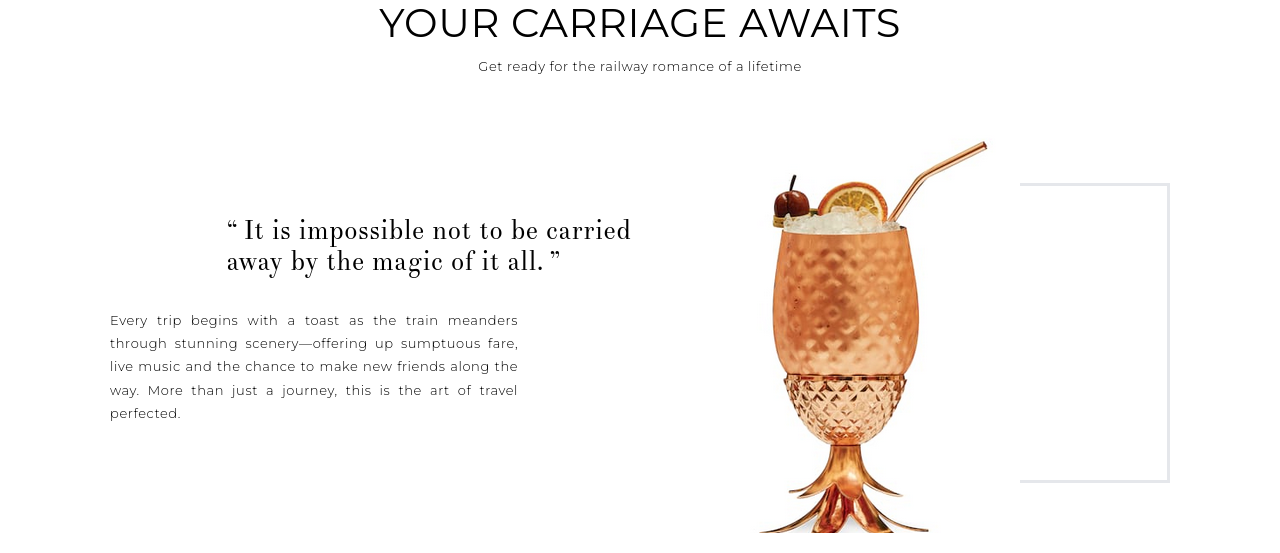 YOUR CARRIAGE AWAITS
Get ready for the railway romance of a lifetime
“ It is impossible not to be carried
away by the magic of it all. ”
Every trip begins with a toast as the train meanders
through stunning scenery—offering up sumptuous fare,
live music and the chance to make new friends along the
way. More than just a journey, this is the art of travel
perfected.